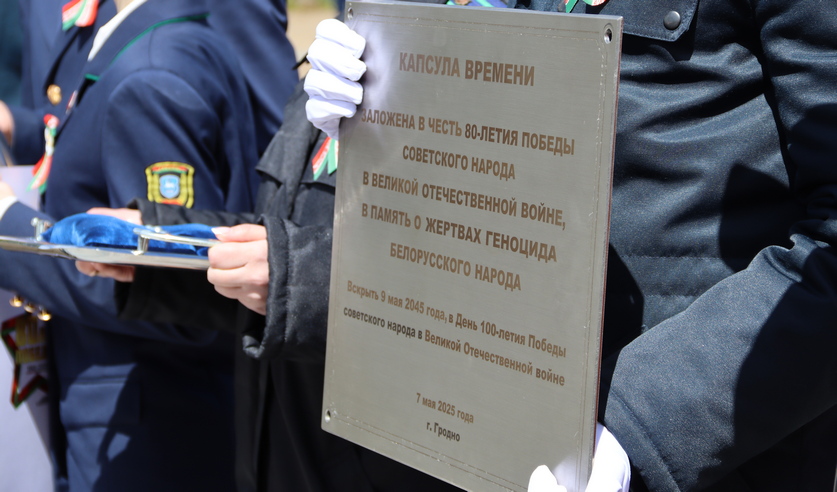 КАПСУЛА ВРЕМЕНИ
ЗАЛОЖЕНА В ЧЕСТЬ 80-ЛЕТИЯ ПОБЕДЫ
СОВЕТСКОГО НАРОДА
В ВЕЛИКОЙ ОТЕЧЕСТВЕННОЙ ВОЙНЕ,
В ПАМЯТЬ О ЖЕРТВАХ ГЕНОЦИДА
БЕЛОРУССКОГО НАРОДА
Вскрыть 9 мая 2045 года, в День 100-летия Победы
советского народа в Великой Отечественной войне
7 мая 2025 года
г. Гродно